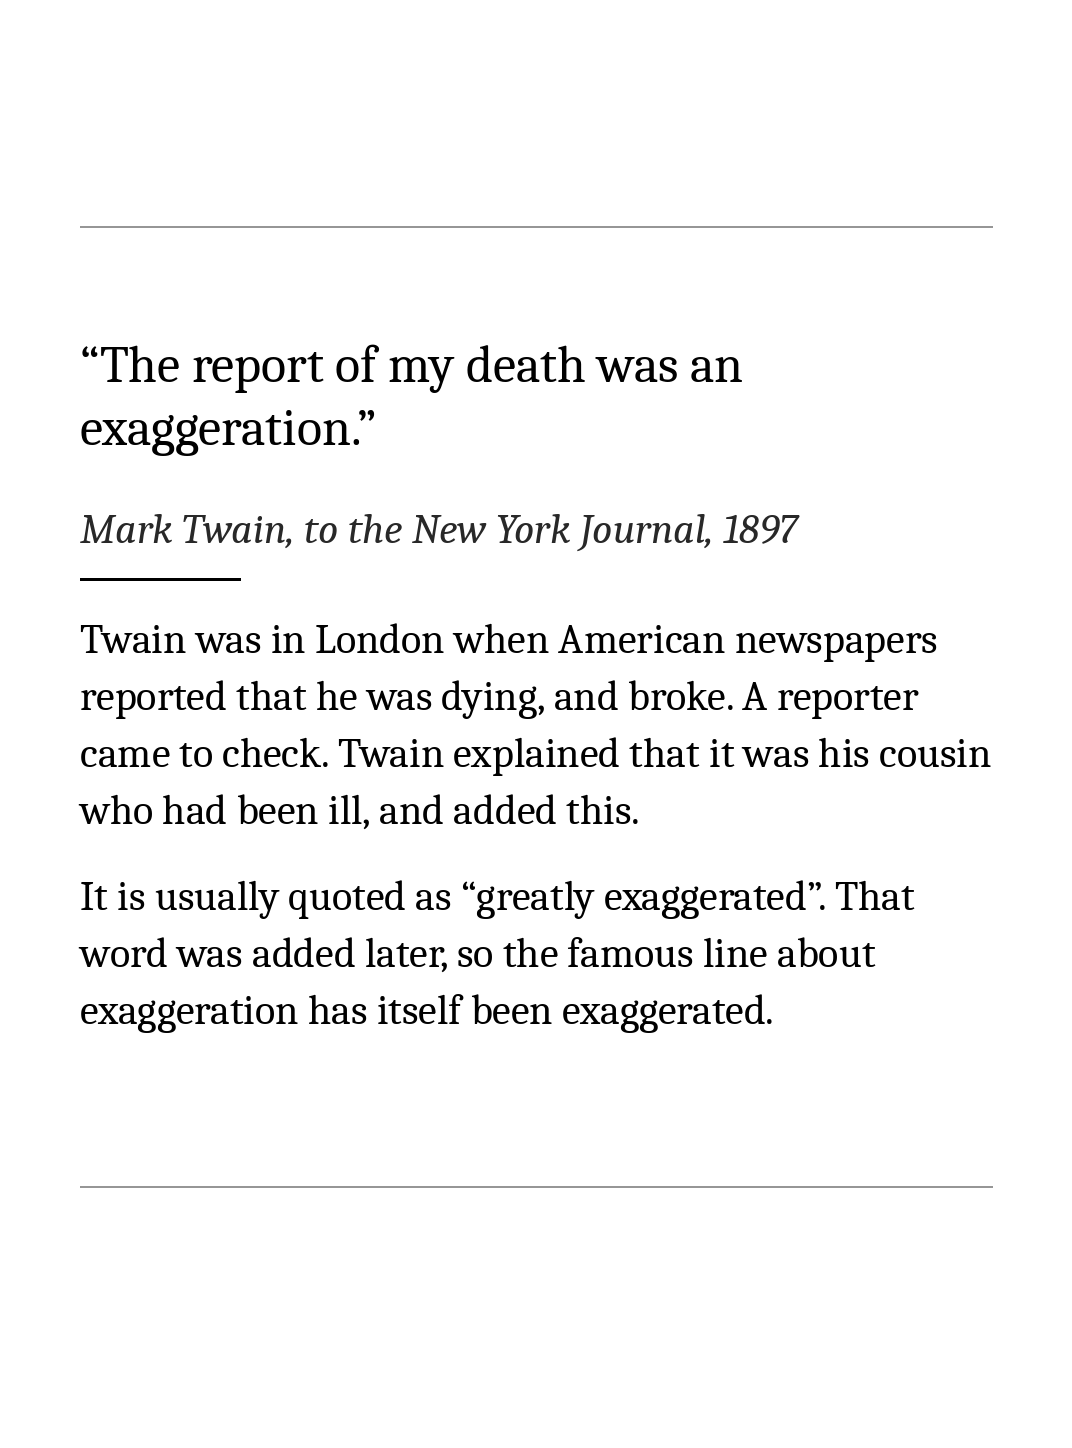 “The report of my death was an
exaggeration.”
Mark Twain, to the New York Journal, 1897
Twain was in London when American newspapers
reported that he was dying, and broke. A reporter
came to check. Twain explained that it was his cousin
who had been ill, and added this.
It is usually quoted as “greatly exaggerated”. That
word was added later, so the famous line about
exaggeration has itself been exaggerated.